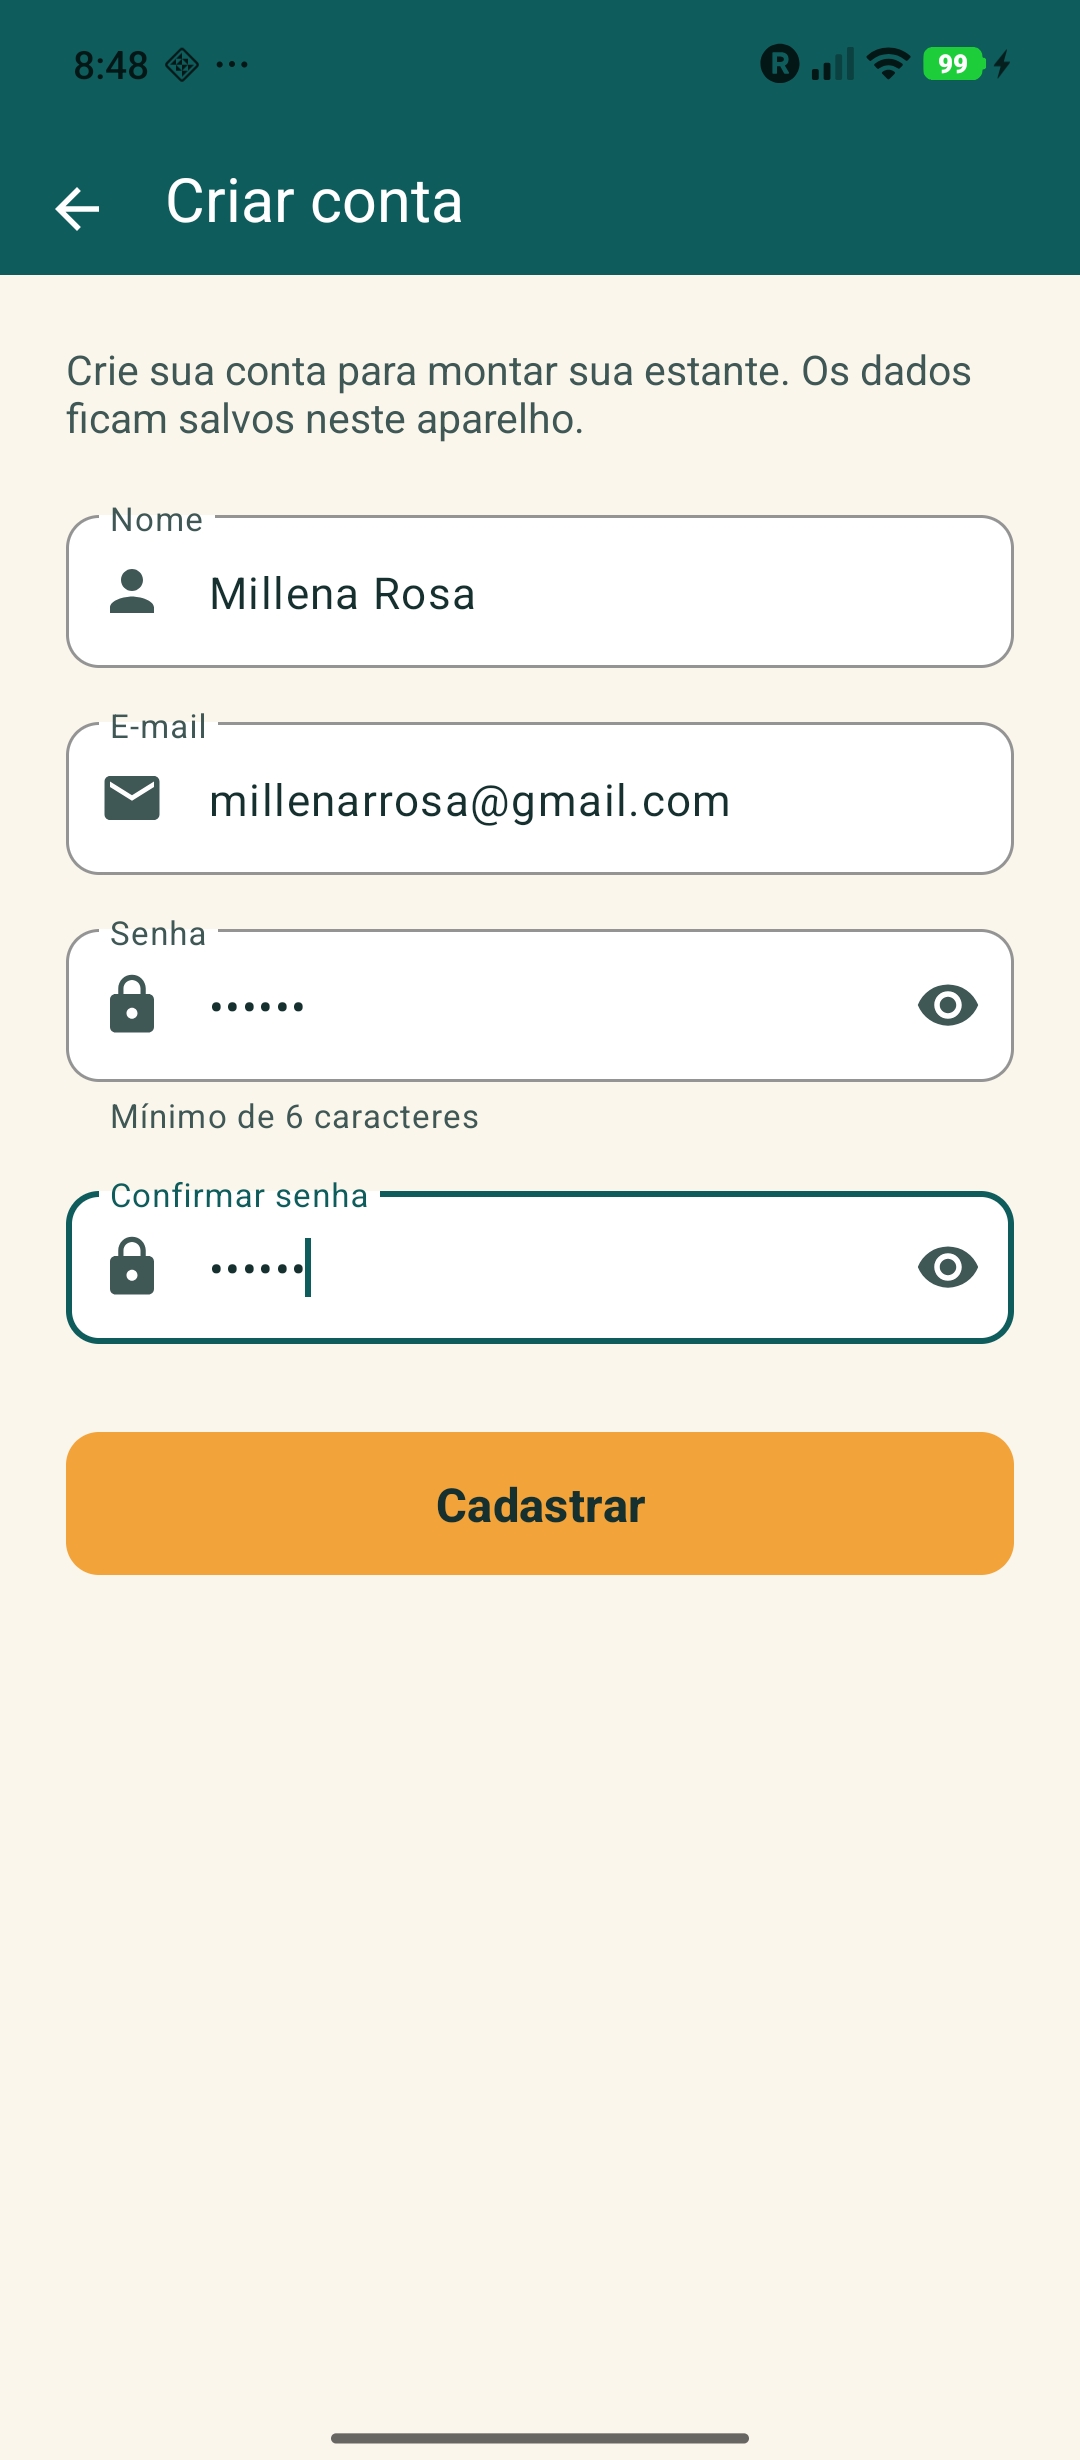 8:48
R
99
Criar conta
Crie sua conta para montar sua estante. Os dados
ficam salvos neste aparelho.
Nome
Millena Rosa
E-mail
millenarrosa@gmail.com
Senha
••••••
Mínimo de 6 caracteres
Confirmar senha
••••••
Cadastrar